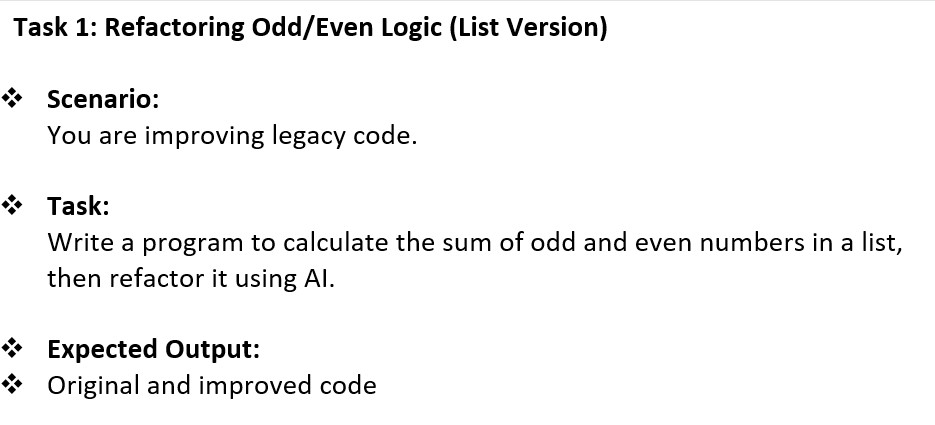 Task 1: Refactoring Odd/Even Logic (List Version)
❖ Scenario:
You are improving legacy code.
❖ Task:
Write a program to calculate the sum of odd and even numbers in a list,
then refactor it using AI.
❖ Expected Output:
❖ Original and improved code